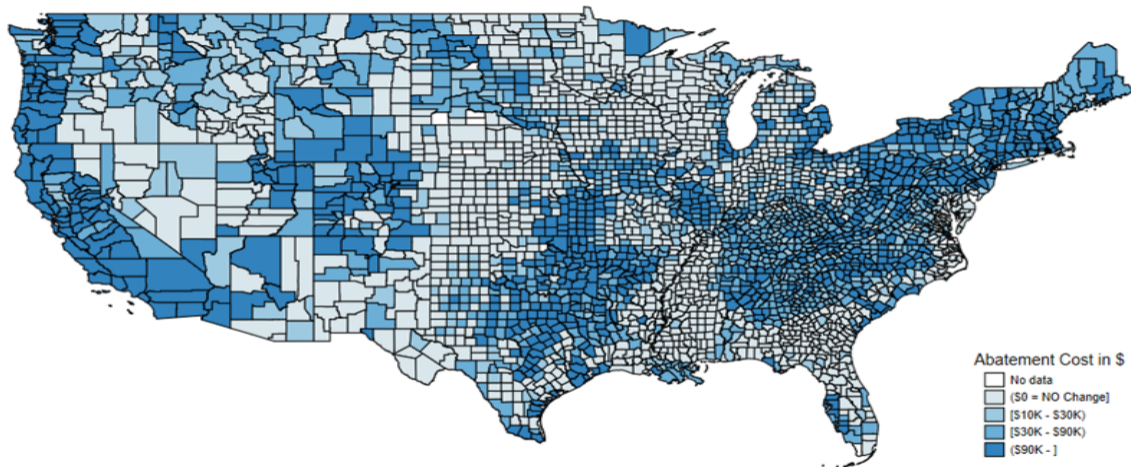 Abatement Cost in $
No data
($0 = NO Change]
[$10K - $30K)
[$30K - $90K)
($90K - ]